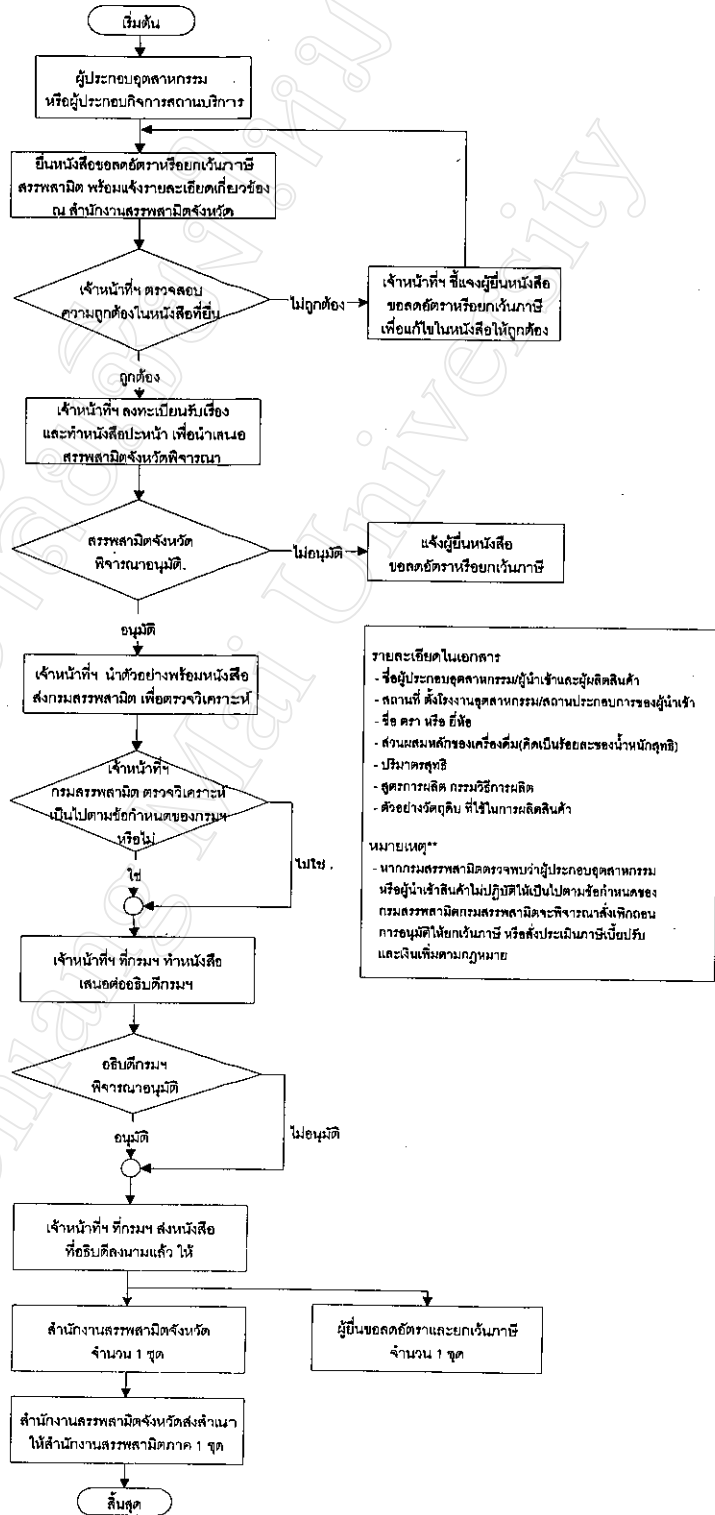 เริ่มต้น
ผู้ประกอบอุตสาหกรรม
หรือผู้ประกอบกิจการสถานบริการ
ยื่นหนังสือขอลดอัตราหรือยกเว้นภาษี
สรรพสามิต พร้อมแจ้งรายละเอียดเกี่ยวข้อง
ณ สำนักงานสรรพสามิตจังหวัด
เจ้าหน้าที่ฯ ตรวจสอบ
ความถูกต้องในหนังสือที่ยื่น
ไม่ถูกต้อง
เจ้าหน้าที่ฯ ชี้แจงผู้ยื่นหนังสือ
ขอลดอัตราหรือยกเว้นภาษี
เพื่อแก้ไขในหนังสือให้ถูกต้อง
ถูกต้อง
เจ้าหน้าที่ฯ ลงทะเบียนรับเรื่อง
และทำหนังสือปะหน้า เพื่อนำเสนอ
สรรพสามิตจังหวัดพิจารณา
สรรพสามิตจังหวัด
พิจารณาอนุมัติ.
ไม่อนุมัติ
แจ้งผู้ยื่นหนังสือ
ขอลดอัตราหรือยกเว้นภาษี
อนุมัติ
เจ้าหน้าที่ฯ นำตัวอย่างพร้อมหนังสือ
ส่งกรมสรรพสามิต เพื่อตรวจวิเคราะห์
รายละเอียดในเอกสาร
- ชื่อผู้ประกอบอุตสาหกรรม/ผู้นำเข้าและผู้ผลิตสินค้า
- สถานที่ ตั้งโรงงานอุตสาหกรรม/สถานประกอบการของผู้นำเข้า
- ชื่อ ตรา หรือ ยี่ห้อ
- ส่วนผสมหลักของเครื่องดื่ม(คิดเป็นร้อยละของน้ำหนักสุทธิ)
- ปริมาตรสุทธิ
- สูตรการผลิต กรรมวิธีการผลิต
- ตัวอย่างวัตถุดิบ ที่ใช้ในการผลิตสินค้า
หมายเหตุ**
- หากกรมสรรพสามิตตรวจพบว่าผู้ประกอบอุตสาหกรรม
หรือผู้นำเข้าสินค้าไม่ปฏิบัติให้เป็นไปตามข้อกำหนดของ
กรมสรรพสามิตกรมสรรพสามิตจะพิจารณาสั่งเพิกถอน
การอนุมัติให้ยกเว้นภาษี หรือสั่งประเมินภาษีเบี้ยปรับ
และเงินเพิ่มตามกฎหมาย
เจ้าหน้าที่ฯ
กรมสรรพสามิต ตรวจวิเคราะห์
เป็นไปตามข้อกำหนดของกรมฯ
หรือไม่
ไม่ใช่ .
ใช่
เจ้าหน้าที่ฯ ที่กรมฯ ทำหนังสือ
เสนอต่ออธิบดีกรมฯ
อธิบดีกรมฯ
พิจารณาอนุมัติ
ไม่อนุมัติ
อนุมัติ
เจ้าหน้าที่ฯ ที่กรมฯ ส่งหนังสือ
ที่อธิบดีลงนามแล้ว ให้
สำนักงานสรรพสามิตจังหวัด
จำนวน 1 ชุด
ผู้ยื่นขอลดอัตราและยกเว้นภาษี
จำนวน 1 ชุด
สำนักงานสรรพสามิตจังหวัดส่งสำเนา
ให้สำนักงานสรรพสามิตภาค 1 ชุด
สิ้นสุด
Chiang Mai University